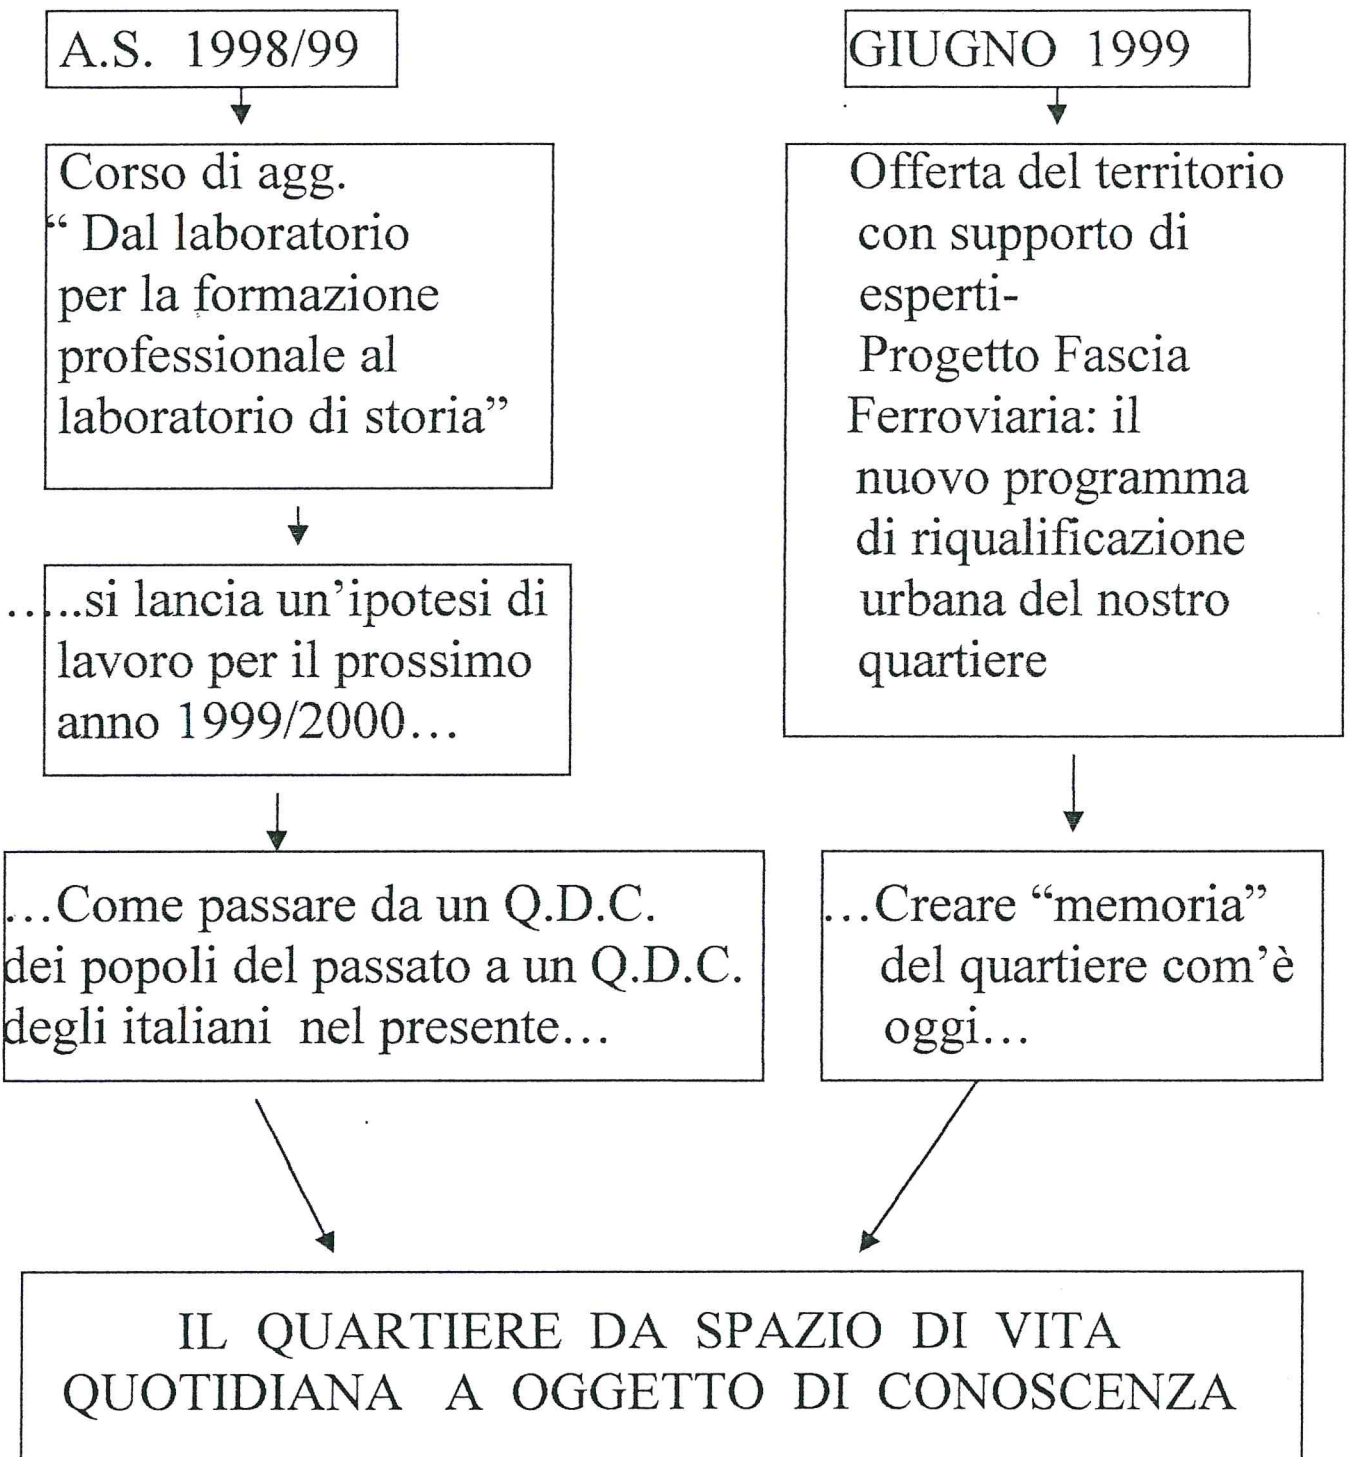 A.S. 1998/99
Corso di agg.
“ Dal laboratorio
per la formazione
professionale al
laboratorio di storia”
…..si lancia un’ipotesi di
lavoro per il prossimo
anno 1999/2000…
…Come passare da un Q.D.C.
dei popoli del passato a un Q.D.C.
degli italiani nel presente…
GIUGNO 1999
Offerta del territorio
con supporto di
esperti-
Progetto Fascia
Ferroviaria: il
nuovo programma
di riqualificazione
urbana del nostro
quartiere
…Creare “memoria”
del quartiere com’è
oggi…
IL QUARTIERE DA SPAZIO DI VITA
QUOTIDIANA A OGGETTO DI CONOSCENZA